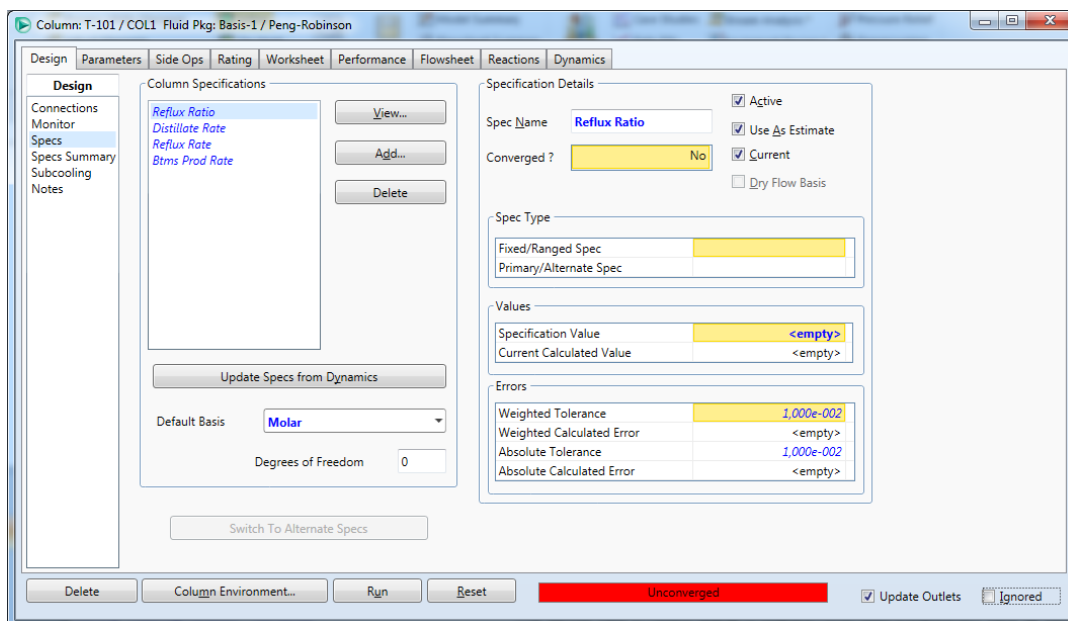 Column: T-101 / COL1 Fluid Pkg: Basis-1 / Peng-Robinson
Design Parameters Side Ops Rating Worksheet Performance Flowsheet Reactions Dynamics
Design
Connections
Monitor
Specs
Specs Summary
Subcooling
Notes
Column Specifications
Reflux Ratio
Distillate Rate
Reflux Rate
Btms Prod Rate
View...
Add...
Delete
Update Specs from Dynamics
Default Basis Molar
Degrees of Freedom 0
Switch To Alternate Specs
Specification Details
Spec Name Reflux Ratio
Converged ? No
Active
Use As Estimate
Current
Dry Flow Basis
Spec Type
Fixed/Ranged Spec
Primary/Alternate Spec
Values
Specification Value <empty>
Current Calculated Value <empty>
Errors
Weighted Tolerance 1,000e-002
Weighted Calculated Error <empty>
Absolute Tolerance 1,000e-002
Absolute Calculated Error <empty>
Delete Column Environment... Run Reset Unconverged Update Outlets Ignored